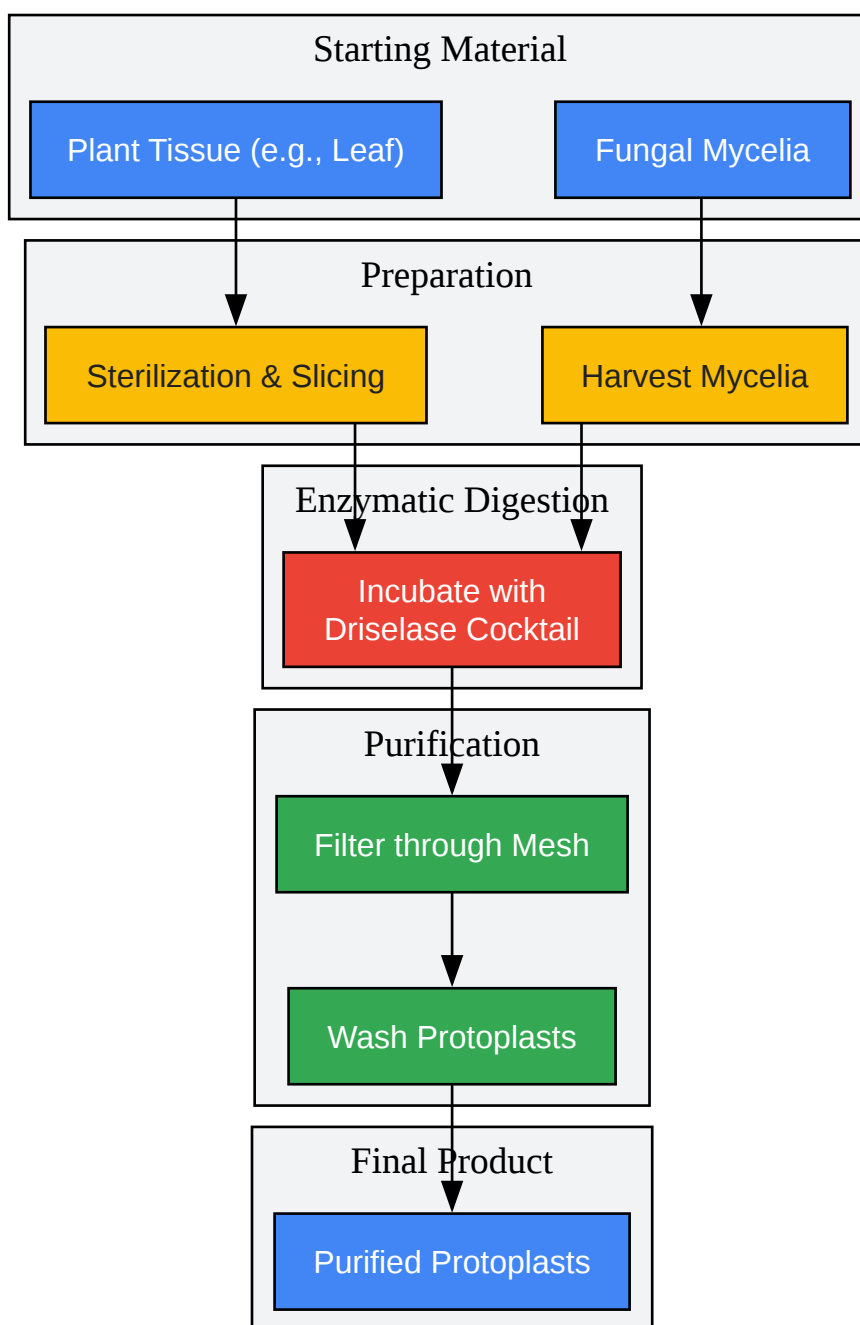 Starting Material
Plant Tissue (e.g., Leaf)
Fungal Mycelia
Preparation
Sterilization & Slicing
Harvest Mycelia
Enzymatic Digestion
Incubate with
Driselase Cocktail
Purification
Filter through Mesh
Wash Protoplasts
Final Product
Purified Protoplasts